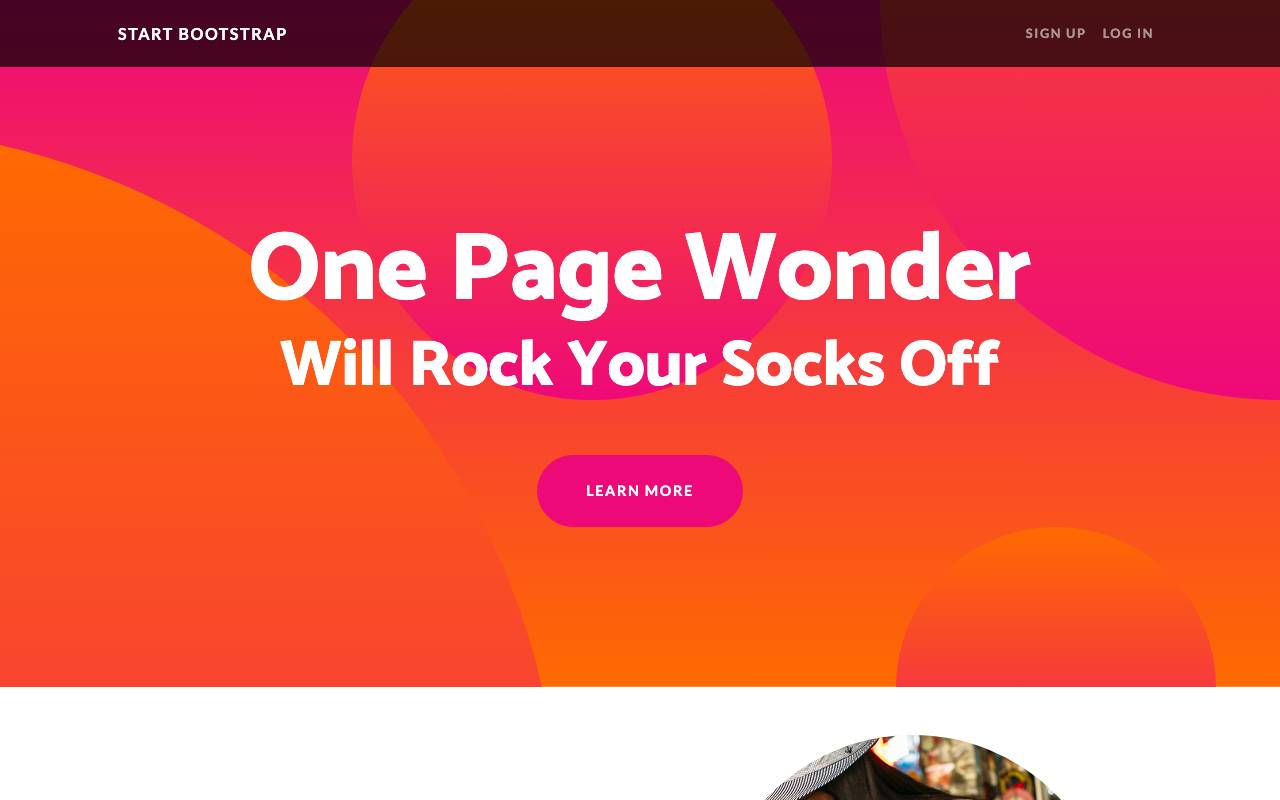 START BOOTSTRAP
SIGN UP LOG IN
One Page Wonder
Will Rock Your Socks Off
LEARN MORE